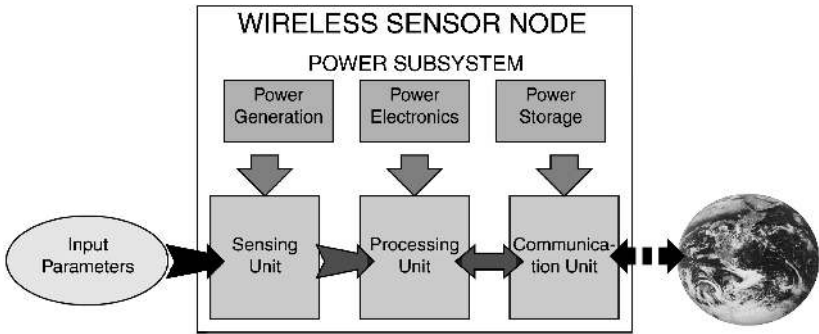 WIRELESS SENSOR NODE
POWER SUBSYSTEM
Power
Generation
Power
Electronics
Power
Storage
Input
Parameters
Sensing
Unit
Processing
Unit
Communica-
tion Unit